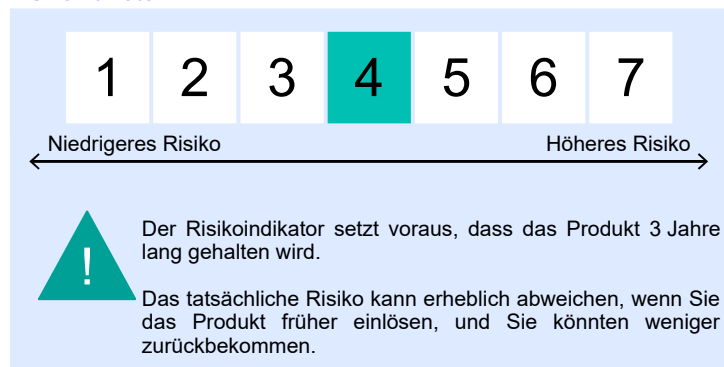 1 2 3 4 5 6 7
Niedrigeres Risiko Höheres Risiko
!
Der Risikoindikator setzt voraus, dass das Produkt 3 Jahre
lang gehalten wird.
Das tatsächliche Risiko kann erheblich abweichen, wenn Sie
das Produkt früher einlösen, und Sie könnten weniger
zurückbekommen.